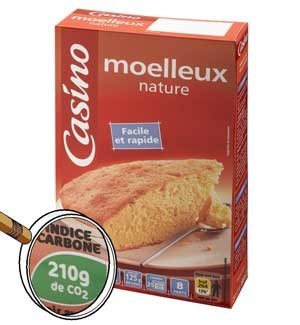 Casino
moelleux
nature
Facile
et rapide
INDICE
CARBONE
210g
de CO2
8